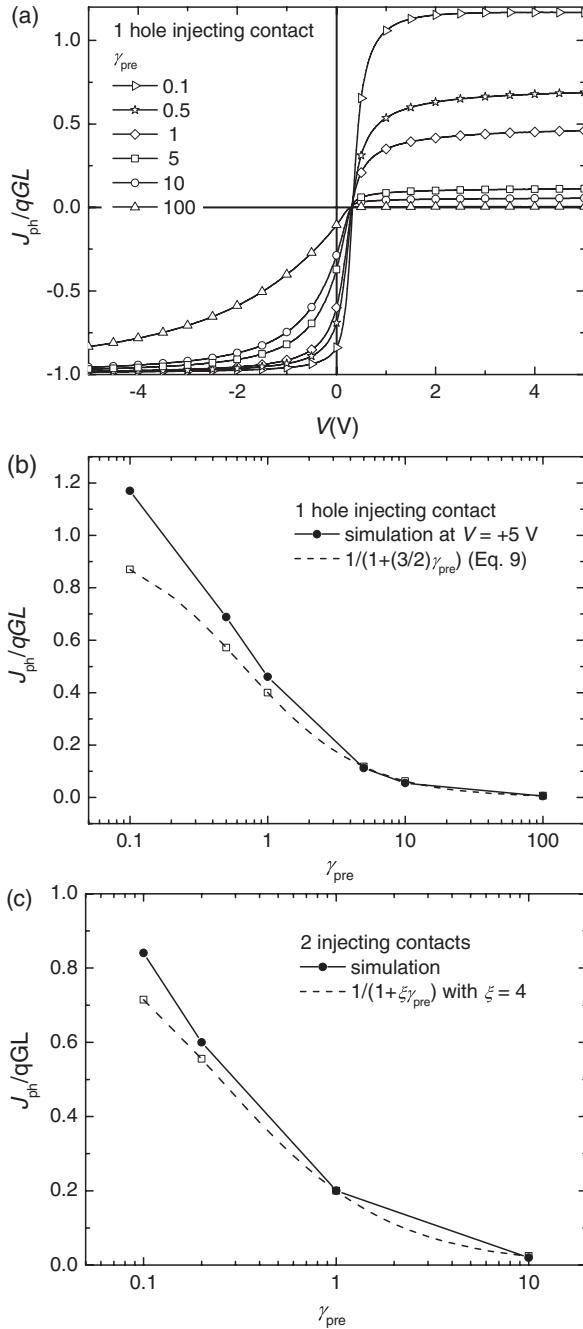 (a)
1 hole injecting contact
γpre
0.1
0.5
1
5
10
100
1.0
0.5
0.0
-0.5
-1.0
Jph/qGL
-4 -2 0 2 4
V(V)
(b)
1 hole injecting contact
simulation at V = +5 V
1/(1+(3/2)γpre) (Eq. 9)
1.2
1.0
0.8
0.6
0.4
0.2
0.0
Jph/qGL
0.1 1 10 100
γpre
(c)
2 injecting contacts
simulation
1/(1+ξγpre) with ξ = 4
1.0
0.8
0.6
0.4
0.2
0.0
Jph/qGL
0.1 1 10
γpre